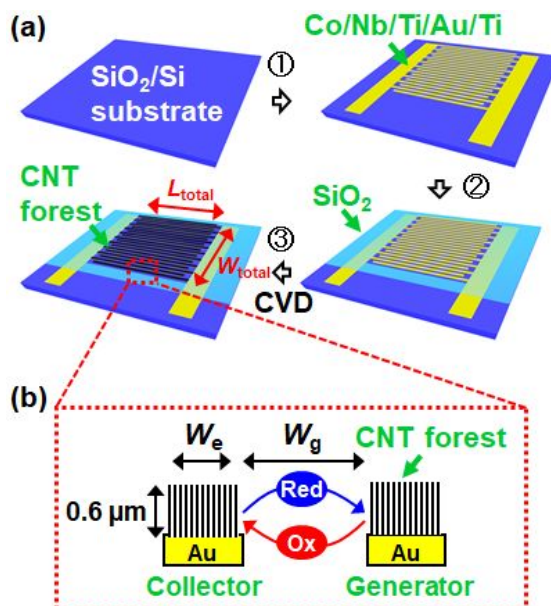 (a)
Co/Nb/Ti/Au/Ti
SiO2/Si
substrate
①
②
CNT
forest
Ltotal
Wtotal
③
CVD
SiO2
(b)
We
Wg
CNT forest
0.6 μm
Red
Ox
Au
Au
Collector
Generator